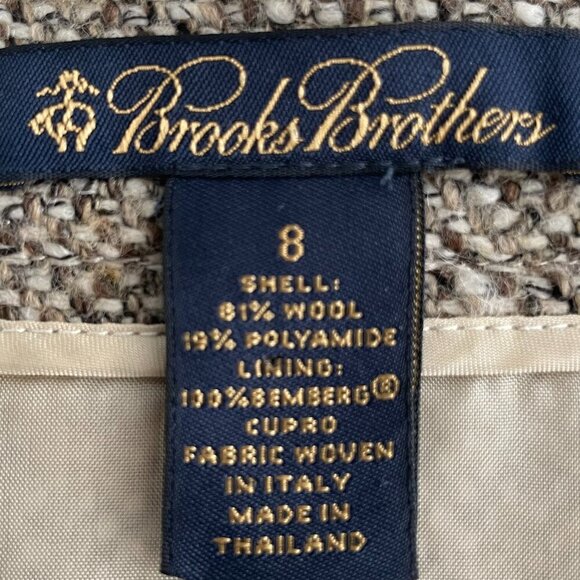 Brooks Brothers
8
SHELL:
81% WOOL
19% POLYAMIDE
LINING:
100% BEMBERG®
CUPRO
FABRIC WOVEN
IN ITALY
MADE IN
THAILAND